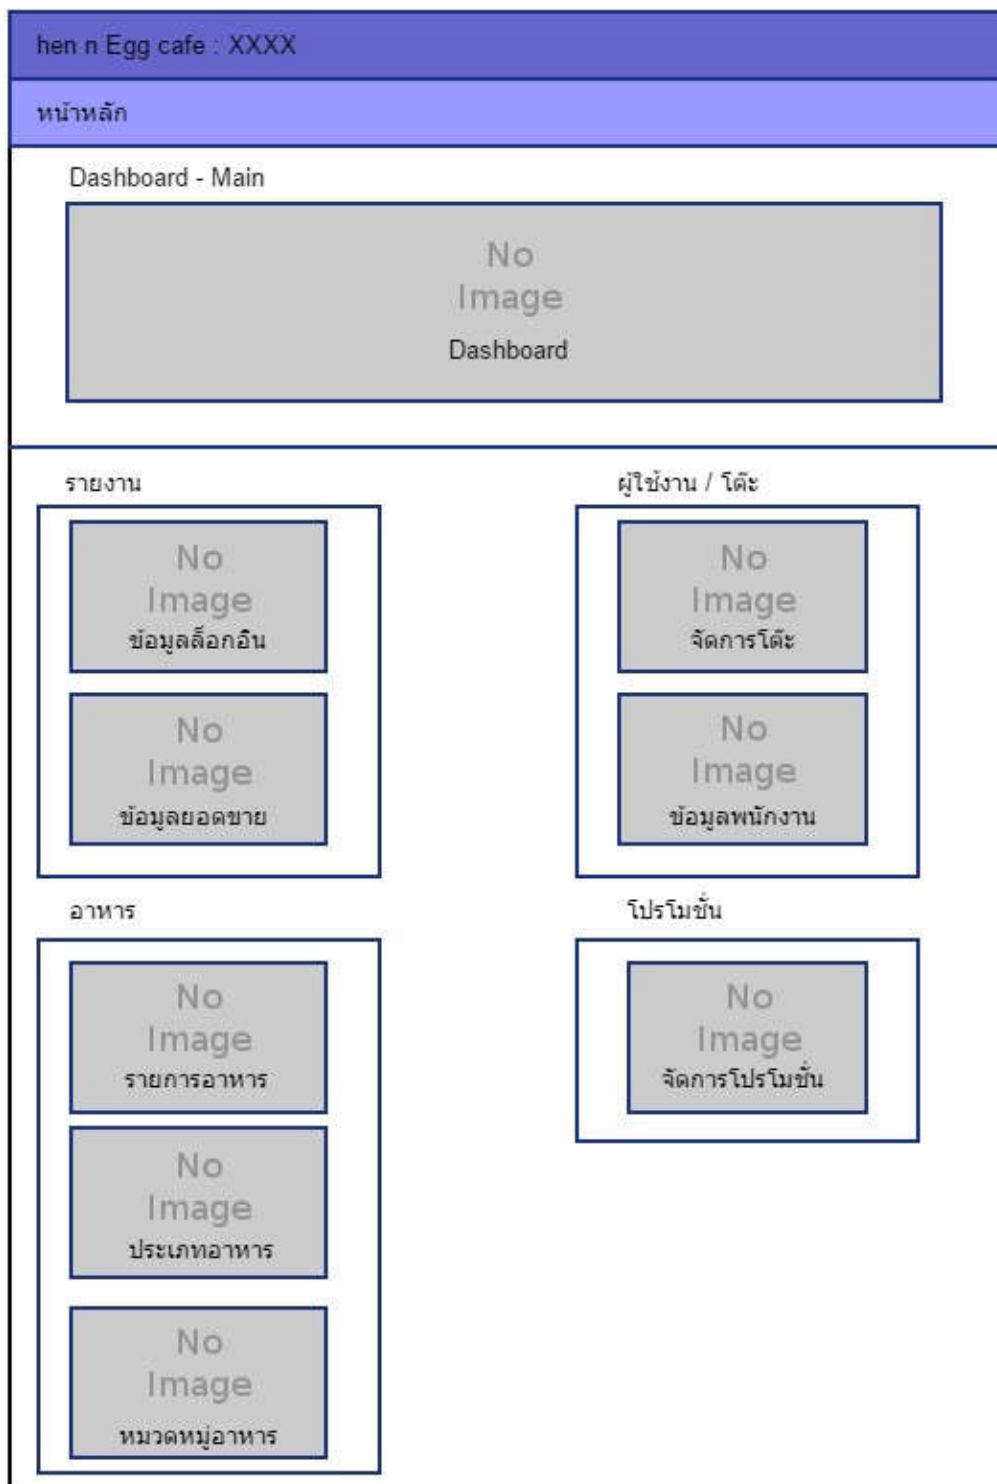 hen n Egg cafe : XXXX
หน้าหลัก
Dashboard - Main
No
Image
Dashboard
รายงาน
No
Image
ข้อมูลล็อกอิน
No
Image
ข้อมูลยอดขาย
ผู้ใช้งาน / โต๊ะ
No
Image
จัดการโต๊ะ
No
Image
ข้อมูลพนักงาน
อาหาร
No
Image
รายการอาหาร
No
Image
ประเภทอาหาร
No
Image
หมวดหมู่อาหาร
โปรโมชั่น
No
Image
จัดการโปรโมชั่น